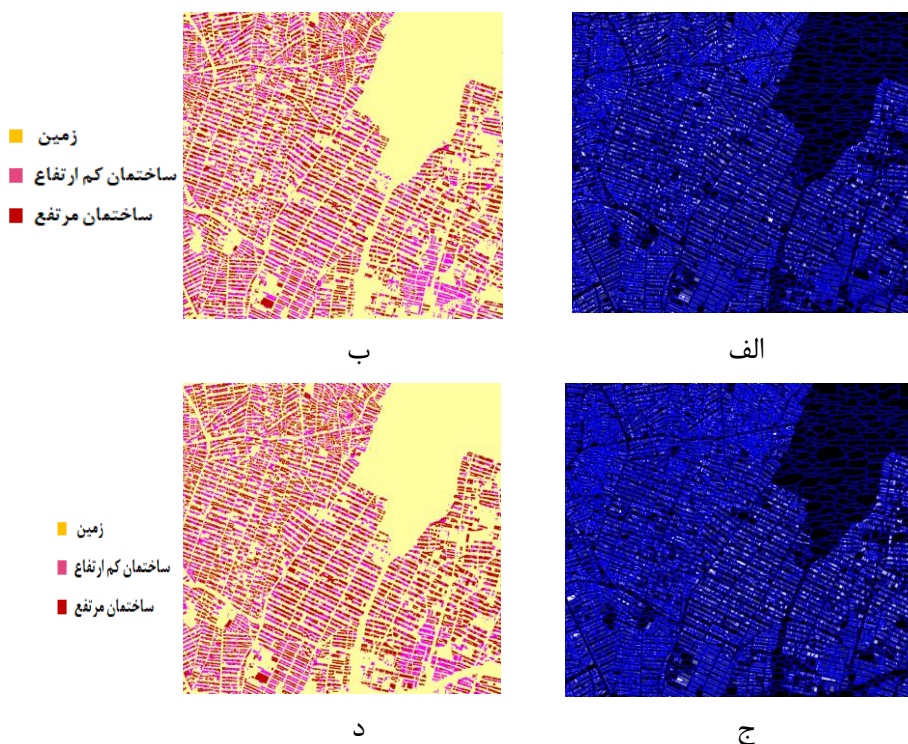 زمین
ساختمان کم ارتفاع
ساختمان مرتفع
الف
ب
زمین
ساختمان کم ارتفاع
ساختمان مرتفع
ج
د